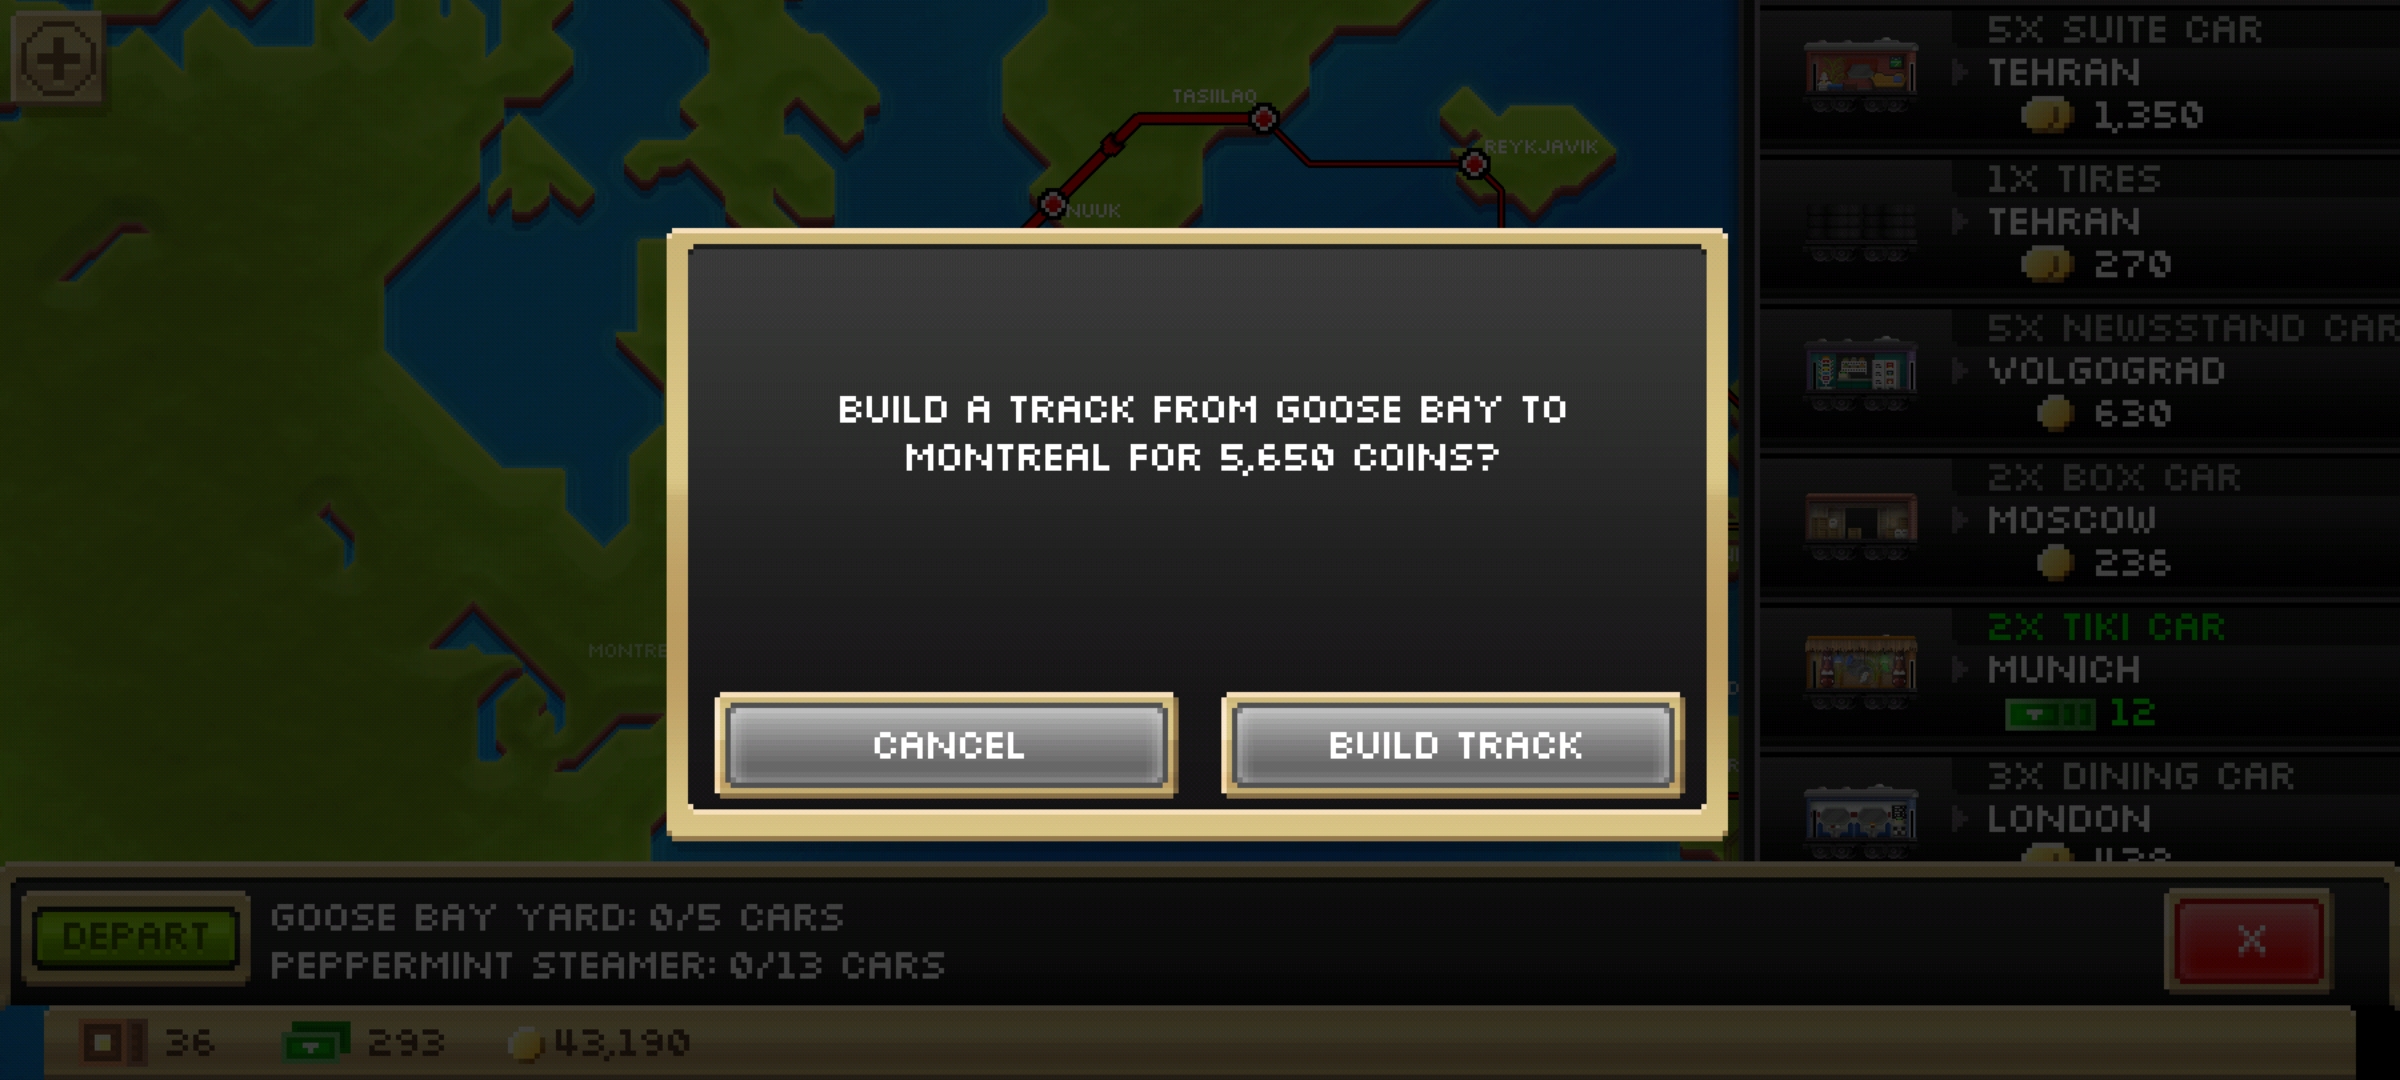 TASIILAQ
REYKJAVIK
NUUK
BUILD A TRACK FROM GOOSE BAY TO
MONTREAL FOR 5,650 COINS?
CANCEL
BUILD TRACK
5X SUITE CAR
TEHRAN
1,350
1X TIRES
TEHRAN
270
5X NEWSSTAND CAR
VOLGOGRAD
630
2X BOX CAR
MOSCOW
236
2X TIKI CAR
MUNICH
12
3X DINING CAR
LONDON
MONTRE
DEPART
GOOSE BAY YARD: 0/5 CARS
PEPPERMINT STEAMER: 0/13 CARS
X
36
293
43,190